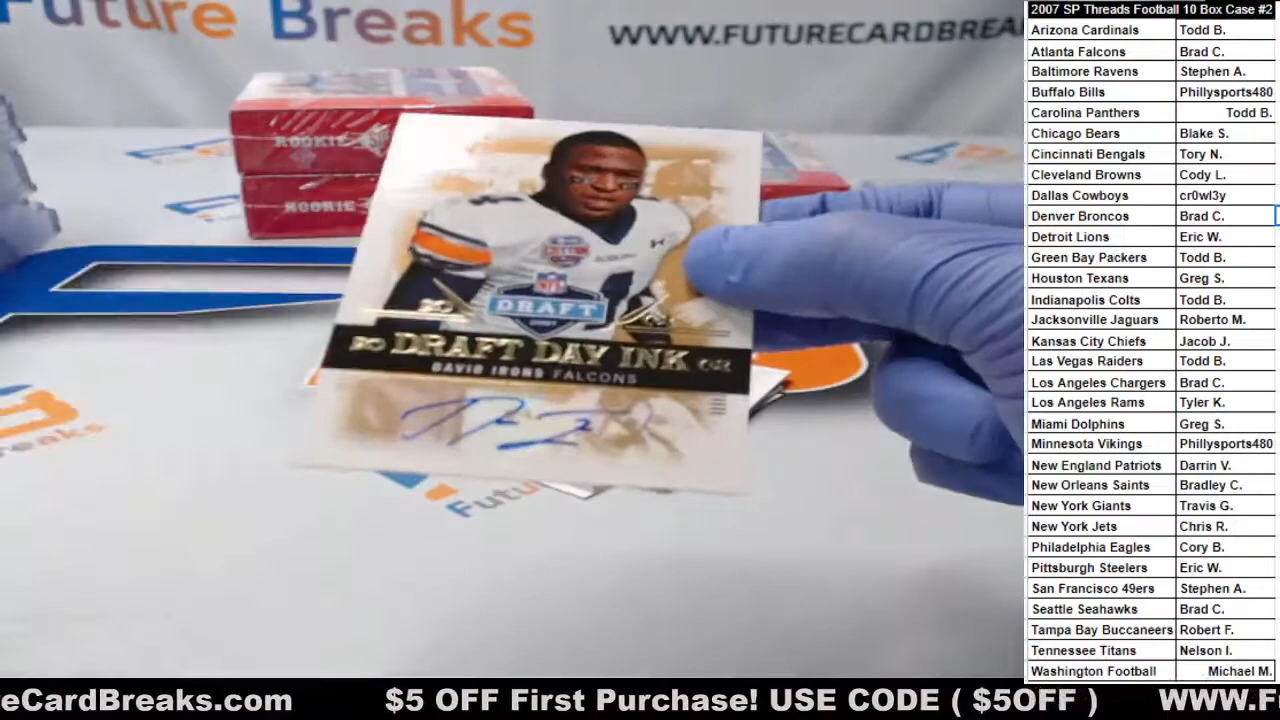 Future Breaks
WWW.FUTURECARDBREA
ROOKIE
ROOKIE
DRAFT
DRAFT DAY INK
DAVID IRONS FALCONS
Future
2007 SP Threads Football 10 Box Case #2
Arizona Cardinals Todd B.
Atlanta Falcons Brad C.
Baltimore Ravens Stephen A.
Buffalo Bills Phillysports480
Carolina Panthers Todd B.
Chicago Bears Blake S.
Cincinnati Bengals Tory N.
Cleveland Browns Cody L.
Dallas Cowboys cr0wl3y
Denver Broncos Brad C.
Detroit Lions Eric W.
Green Bay Packers Todd B.
Houston Texans Greg S.
Indianapolis Colts Todd B.
Jacksonville Jaguars Roberto M.
Kansas City Chiefs Jacob J.
Las Vegas Raiders Todd B.
Los Angeles Chargers Brad C.
Los Angeles Rams Tyler K.
Miami Dolphins Greg S.
Minnesota Vikings Phillysports480
New England Patriots Darrin V.
New Orleans Saints Bradley C.
New York Giants Travis G.
New York Jets Chris R.
Philadelphia Eagles Cory B.
Pittsburgh Steelers Eric W.
San Francisco 49ers Stephen A.
Seattle Seahawks Brad C.
Tampa Bay Buccaneers Robert F.
Tennessee Titans Nelson I.
Washington Football Michael M.
eCardBreaks.com $5 OFF First Purchase! USE CODE ( $5OFF ) WWW.F